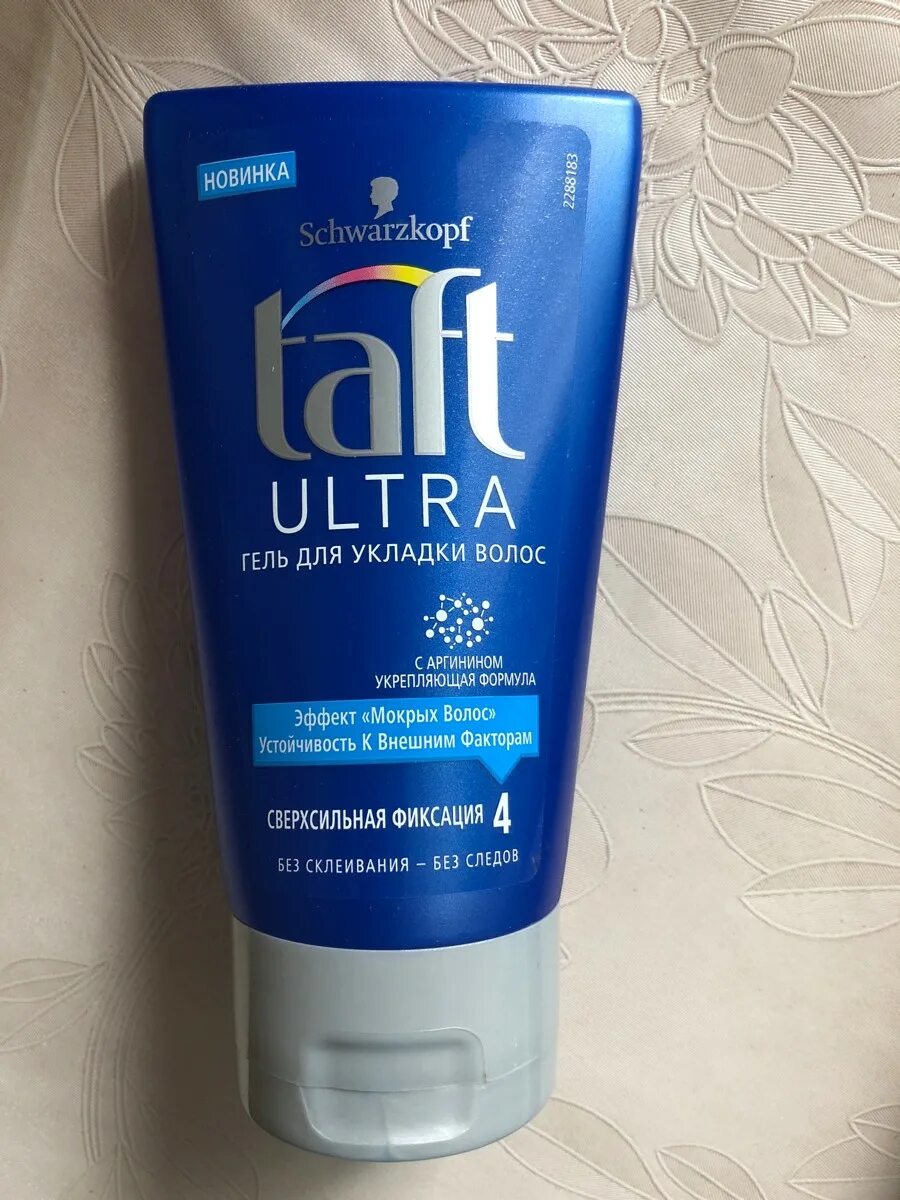 НОВИНКА
2288183
Schwarzkopf
taft
ULTRA
ГЕЛЬ ДЛЯ УКЛАДКИ ВОЛОС
С АРГИНИНОМ
УКРЕПЛЯЮЩАЯ ФОРМУЛА
Эффект «Мокрых Волос»
Устойчивость К Внешним Факторам
СВЕРХСИЛЬНАЯ ФИКСАЦИЯ 4
БЕЗ СКЛЕИВАНИЯ – БЕЗ СЛЕДОВ